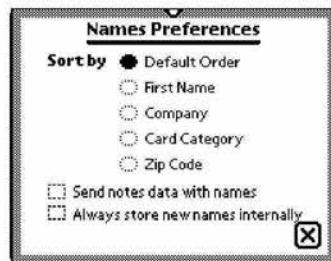 Names Preferences
Sort by Default Order
First Name
Company
Card Category
Zip Code
Send notes data with names
Always store new names internally